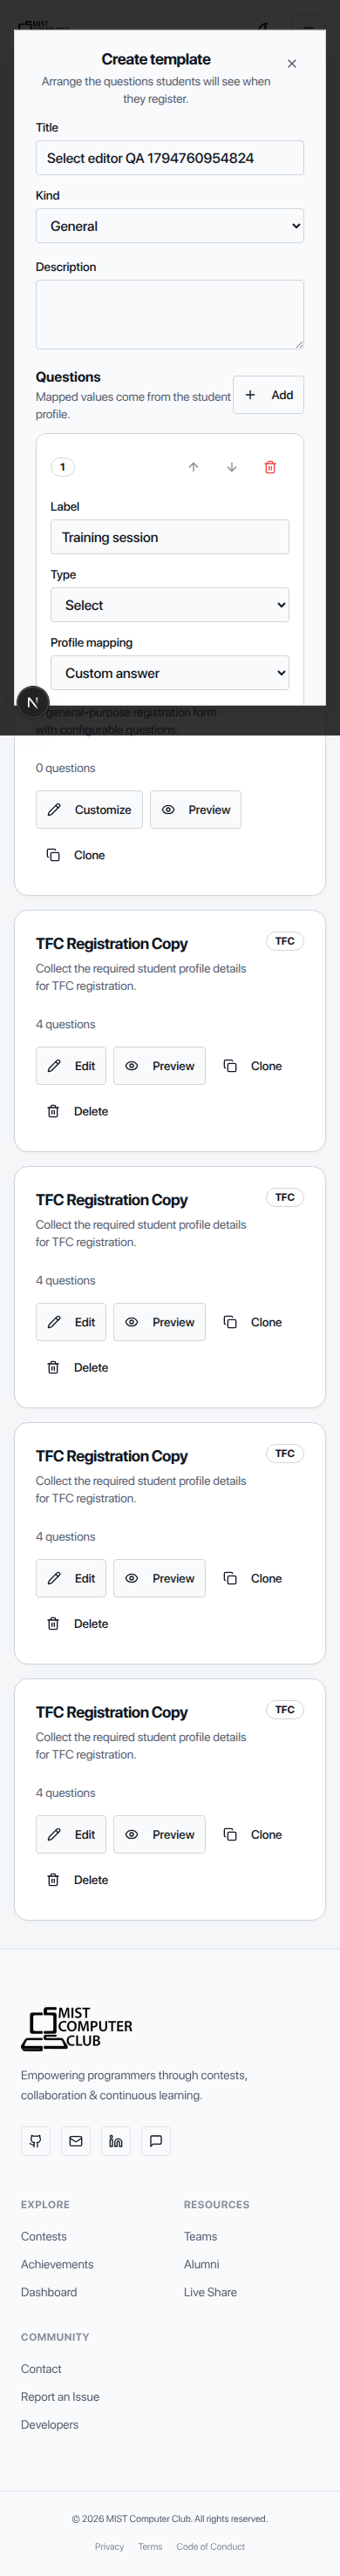 MIST
Create template
Arrange the questions students will see when
they register.
Title
Select editor QA 1794760954824
Kind
General
Description
Questions
Mapped values come from the student
profile.
Add
1
Label
Training session
Type
Select
Profile mapping
Custom answer
N
general-purpose registration form
with configurable questions.
0 questions
Customize Preview
Clone
TFC Registration Copy TFC
Collect the required student profile details
for TFC registration.
4 questions
Edit Preview Clone
Delete
TFC Registration Copy TFC
Collect the required student profile details
for TFC registration.
4 questions
Edit Preview Clone
Delete
TFC Registration Copy TFC
Collect the required student profile details
for TFC registration.
4 questions
Edit Preview Clone
Delete
TFC Registration Copy TFC
Collect the required student profile details
for TFC registration.
4 questions
Edit Preview Clone
Delete
MIST
COMPUTER
CLUB
Empowering programmers through contests,
collaboration & continuous learning.
EXPLORE
Contests
Achievements
Dashboard
RESOURCES
Teams
Alumni
Live Share
COMMUNITY
Contact
Report an Issue
Developers
© 2026 MIST Computer Club. All rights reserved.
Privacy Terms Code of Conduct